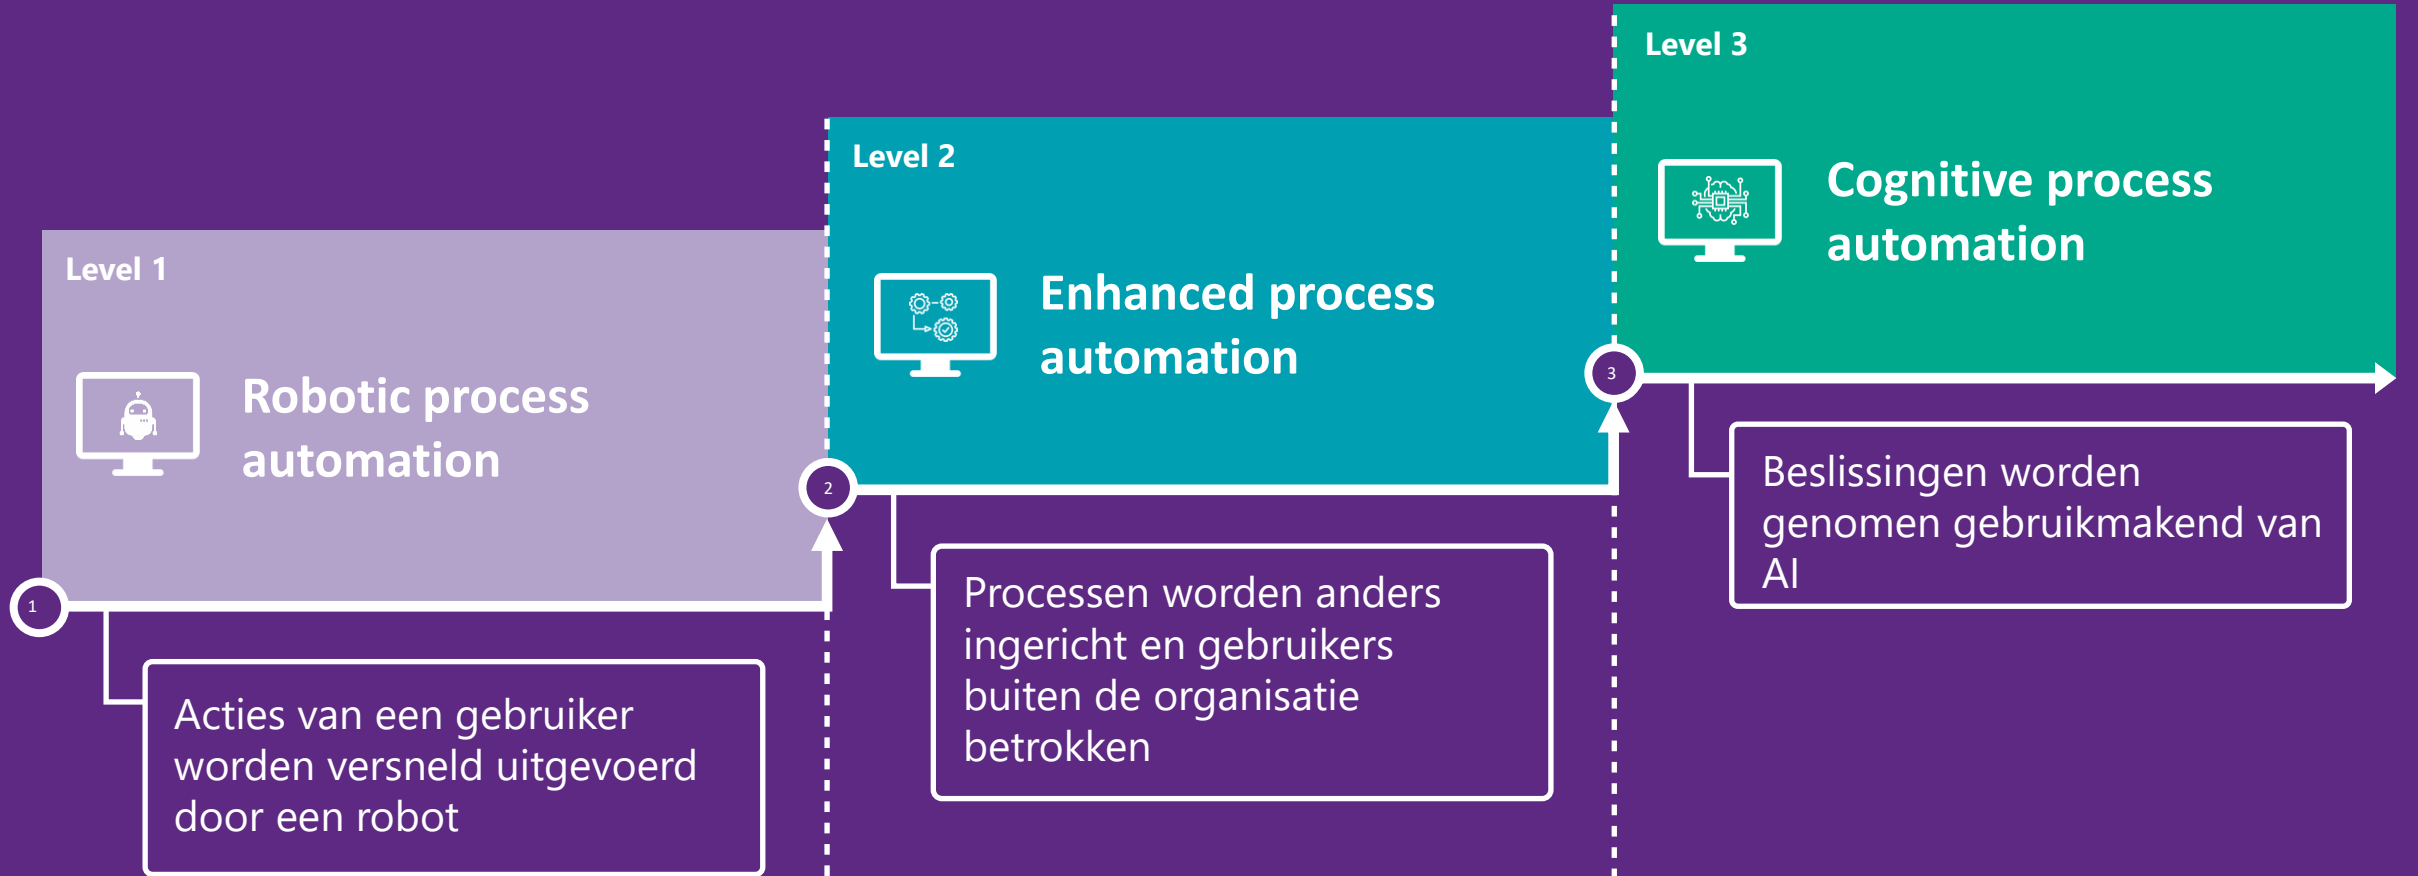 Level 1
Robotic process
automation
1
Acties van een gebruiker
worden versneld uitgevoerd
door een robot
Level 2
Enhanced process
automation
2
Processen worden anders
ingericht en gebruikers
buiten de organisatie
betrokken
Level 3
Cognitive process
automation
3
Beslissingen worden
genomen gebruikmakend van
AI